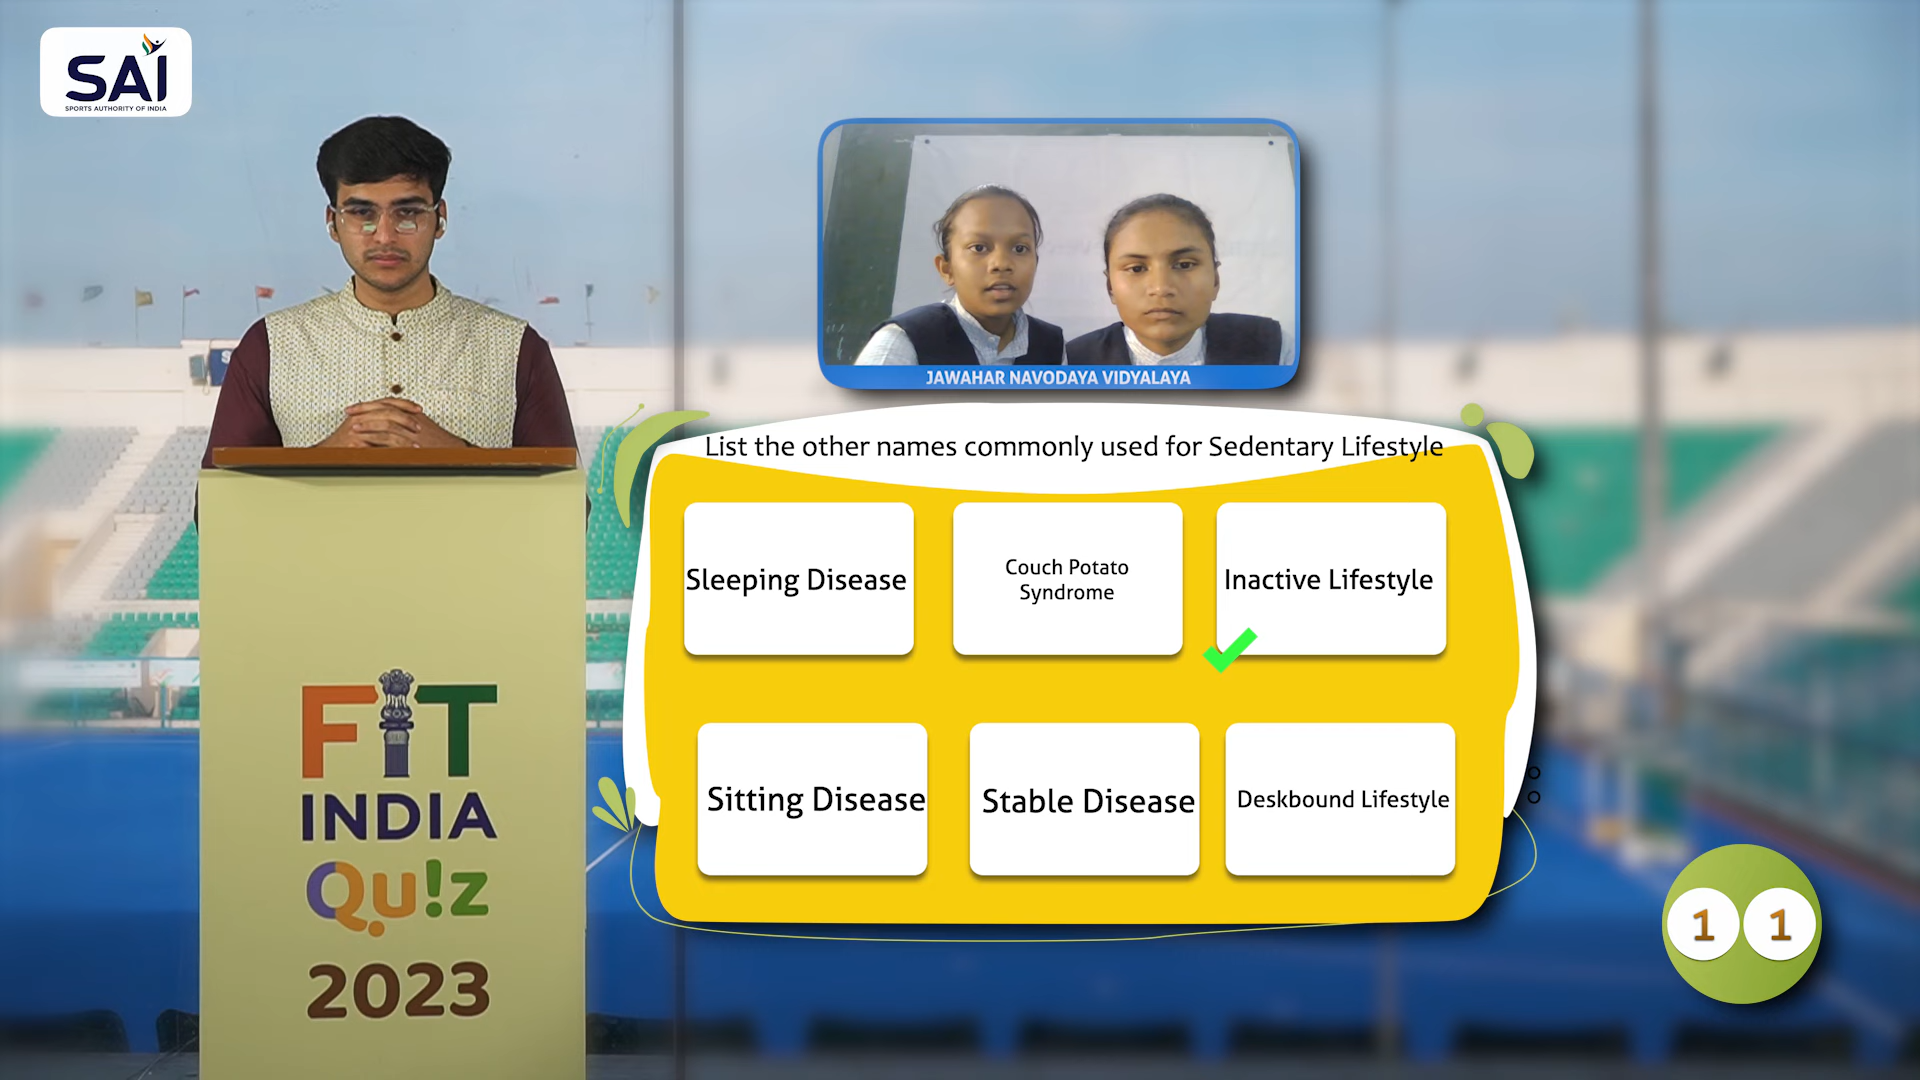 SAI
SPORTS AUTHORITY OF INDIA
JAWAHAR NAVODAYA VIDYALAYA
List the other names commonly used for Sedentary Lifestyle
Sleeping Disease
Couch Potato
Syndrome
Inactive Lifestyle
Sitting Disease
Stable Disease
Deskbound Lifestyle
FIT
INDIA
Qu!z
2023
1 1